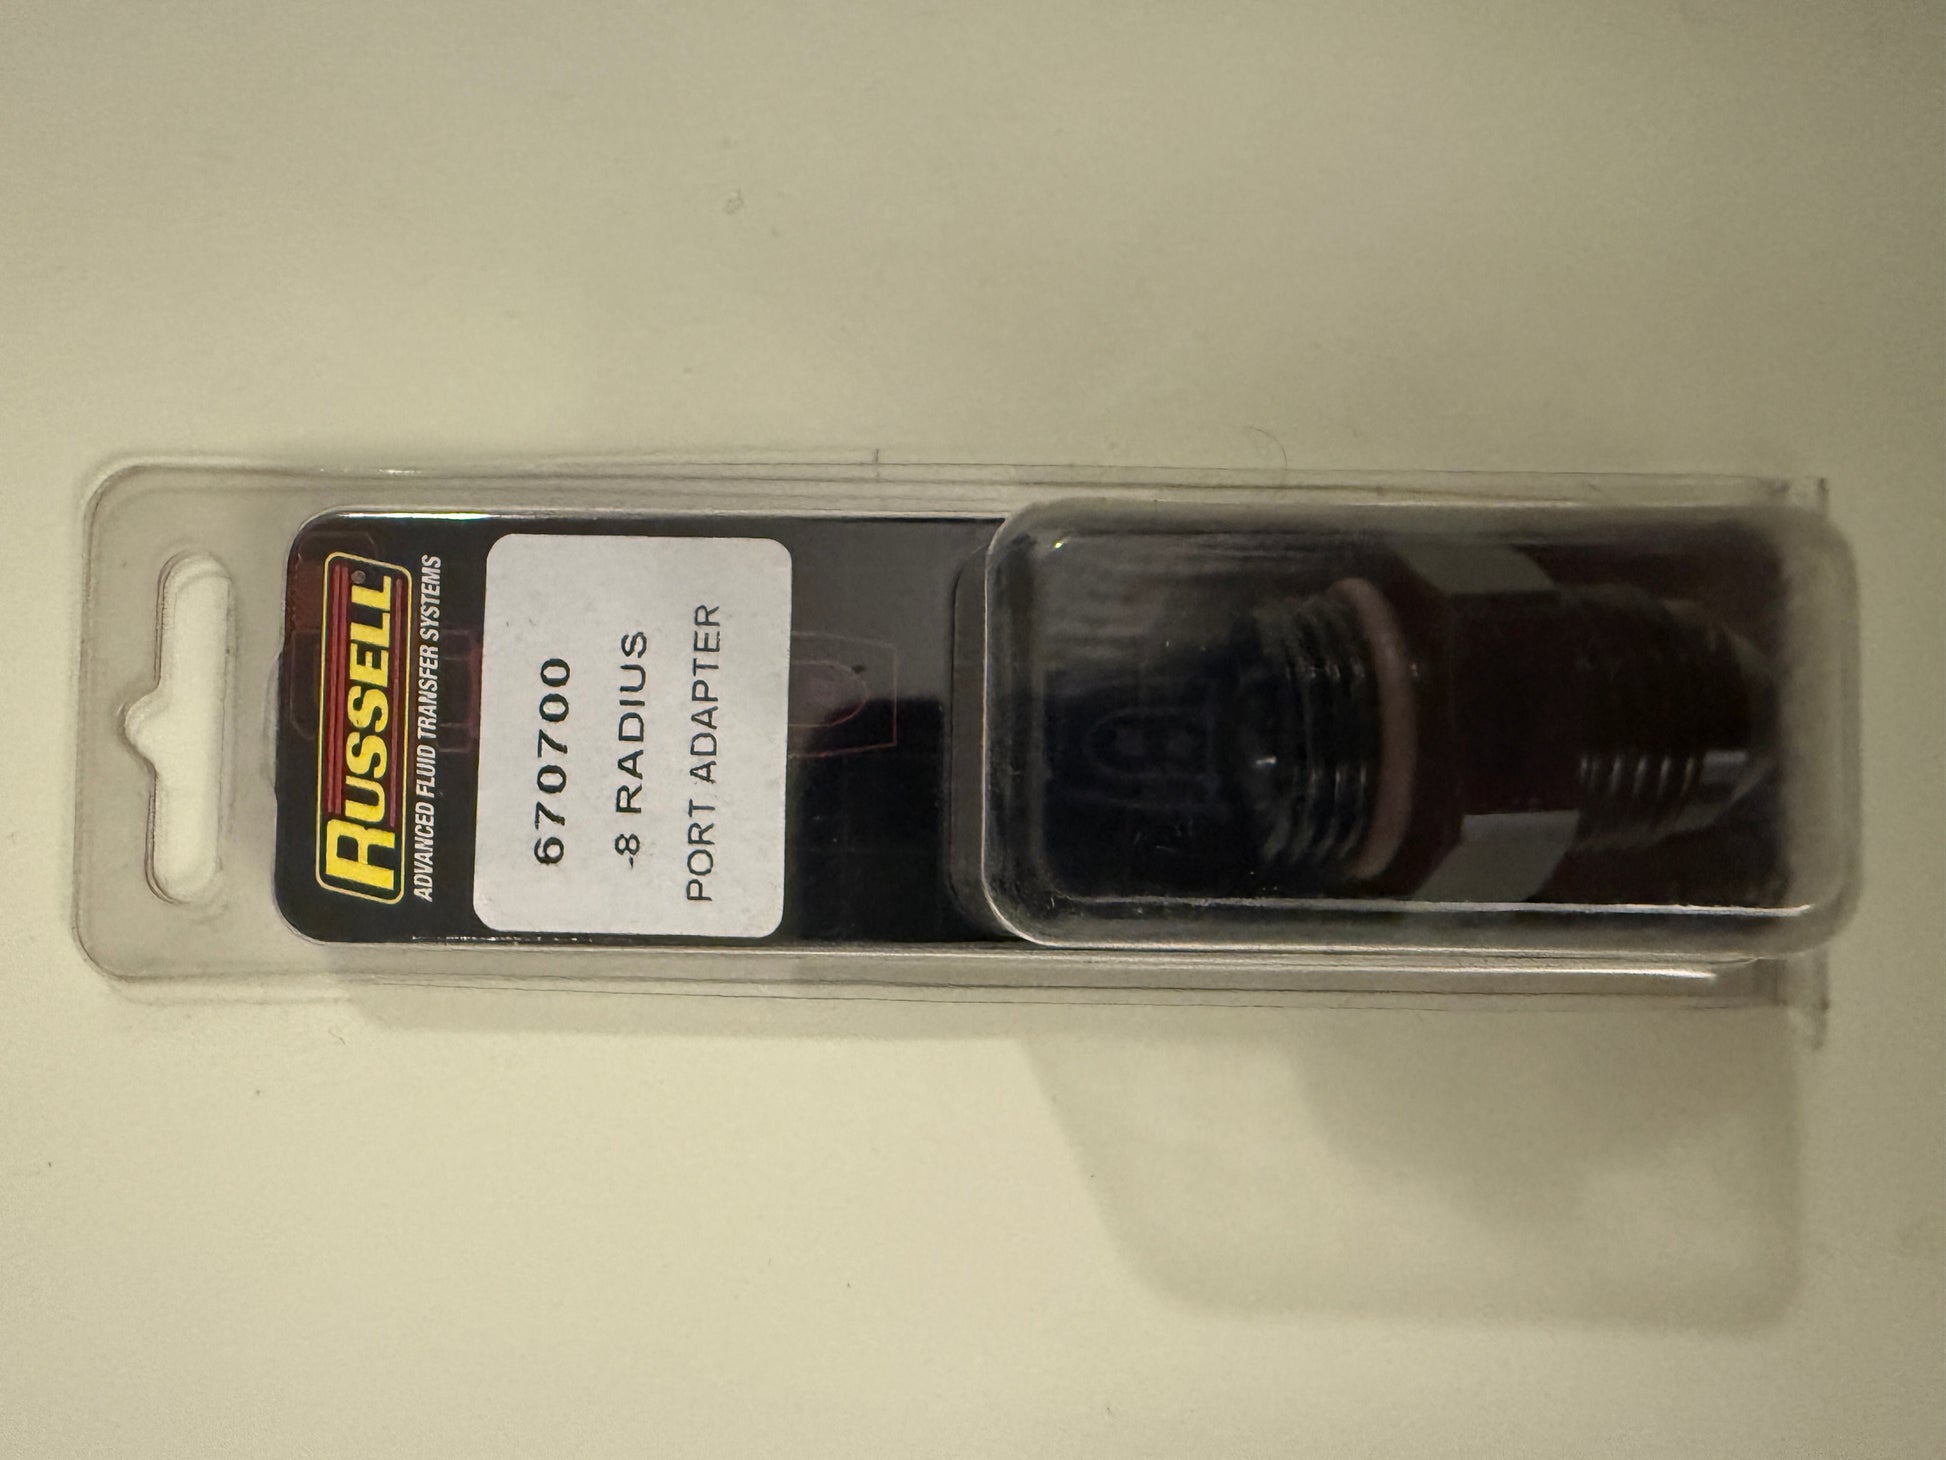 RUSSELL®
ADVANCED FLUID TRANSFER SYSTEMS
670700
-8 RADIUS
PORT ADAPTER